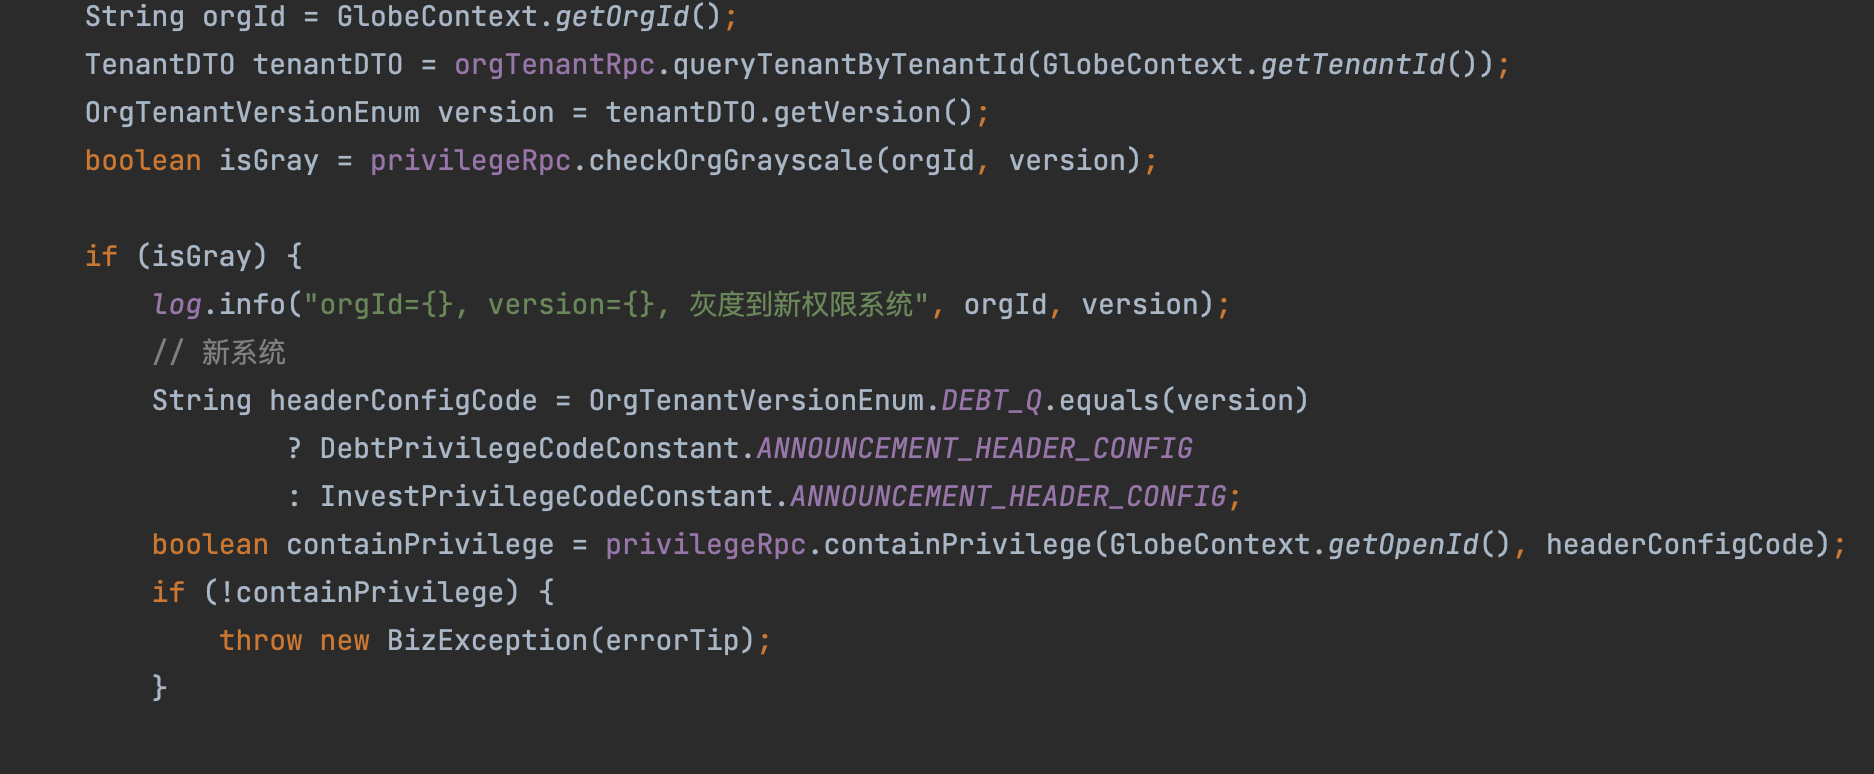 String orgId = GlobeContext.getOrgId();
TenantDTO tenantDTO = orgTenantRpc.queryTenantByTenantId(GlobeContext.getTenantId());
OrgTenantVersionEnum version = tenantDTO.getVersion();
boolean isGray = privilegeRpc.checkOrgGrayscale(orgId, version);
if (isGray) {
log.info("orgId={}, version={}, 灰度到新权限系统", orgId, version);
// 新系统
String headerConfigCode = OrgTenantVersionEnum.DEBT_Q.equals(version)
? DebtPrivilegeCodeConstant.ANNOUNCEMENT_HEADER_CONFIG
: InvestPrivilegeCodeConstant.ANNOUNCEMENT_HEADER_CONFIG;
boolean containPrivilege = privilegeRpc.containPrivilege(GlobeContext.getOpenId(), headerConfigCode);
if (!containPrivilege) {
throw new BizException(errorTip);
}